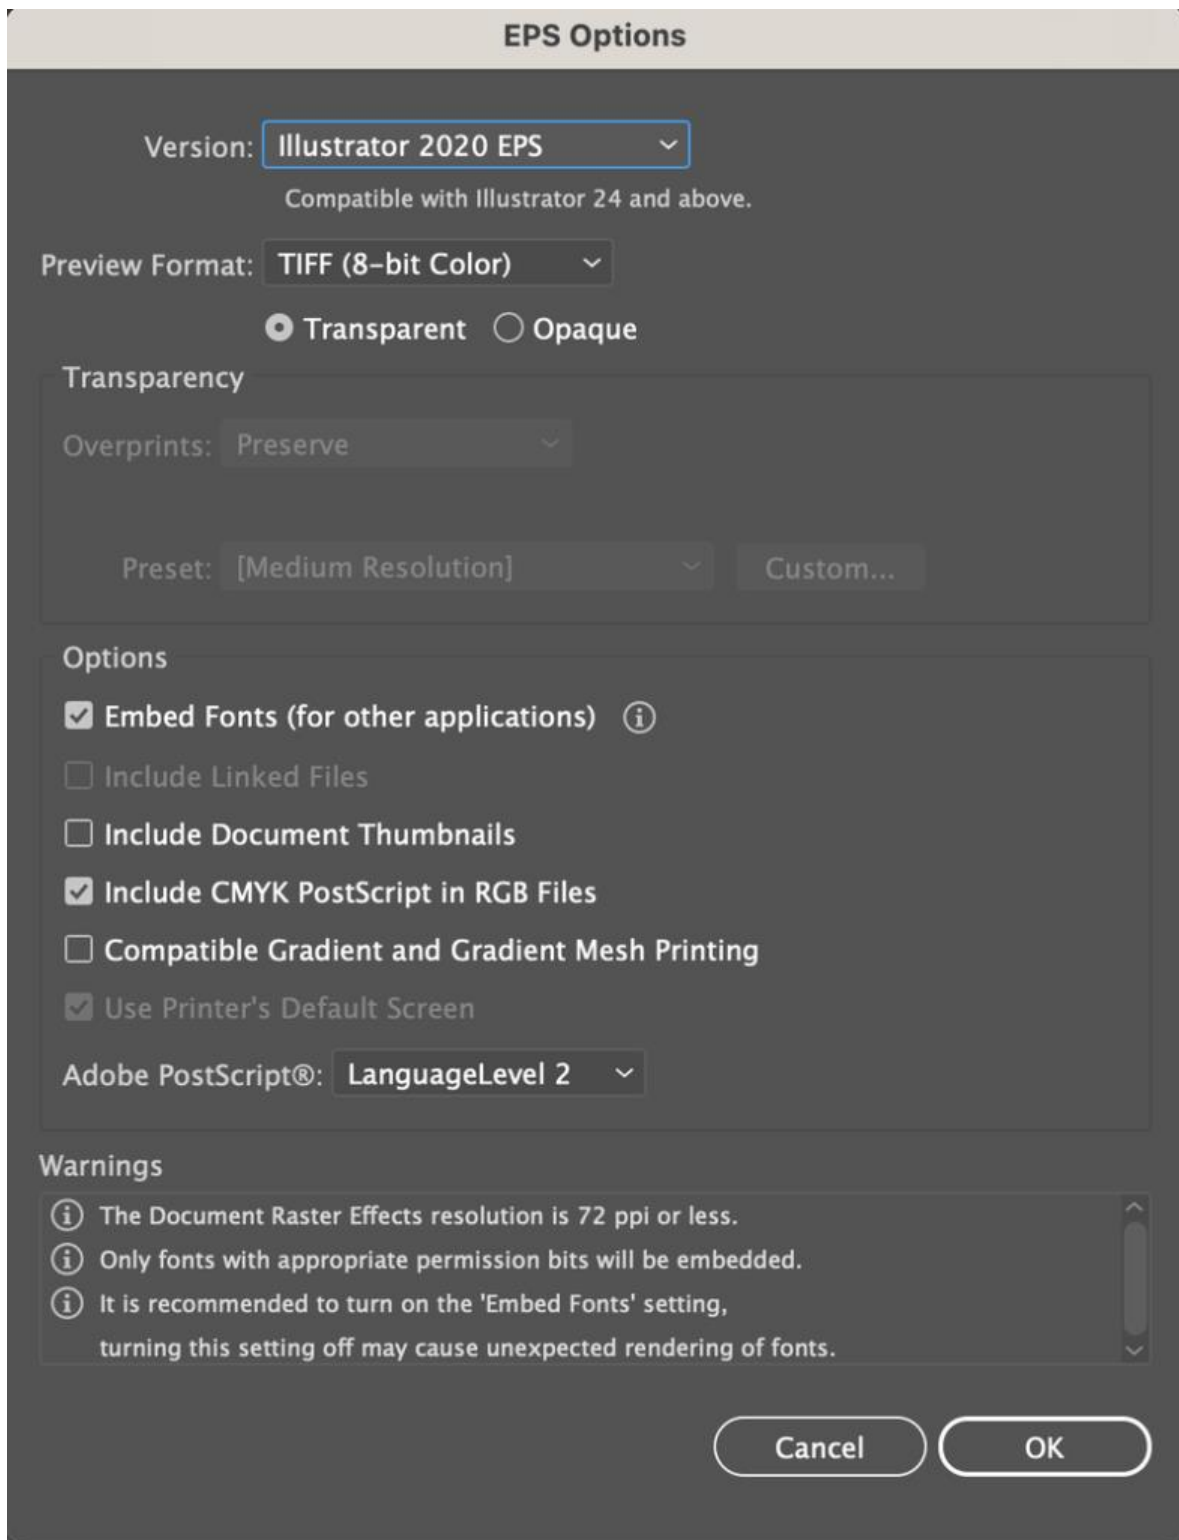 EPS Options
Version: Illustrator 2020 EPS
Compatible with Illustrator 24 and above.
Preview Format: TIFF (8-bit Color)
Transparent Opaque
Transparency
Overprints: Preserve
Preset: [Medium Resolution] Custom...
Options
Embed Fonts (for other applications)
Include Linked Files
Include Document Thumbnails
Include CMYK PostScript in RGB Files
Compatible Gradient and Gradient Mesh Printing
Use Printer's Default Screen
Adobe PostScript®: LanguageLevel 2
Warnings
The Document Raster Effects resolution is 72 ppi or less.
Only fonts with appropriate permission bits will be embedded.
It is recommended to turn on the 'Embed Fonts' setting,
turning this setting off may cause unexpected rendering of fonts.
Cancel OK